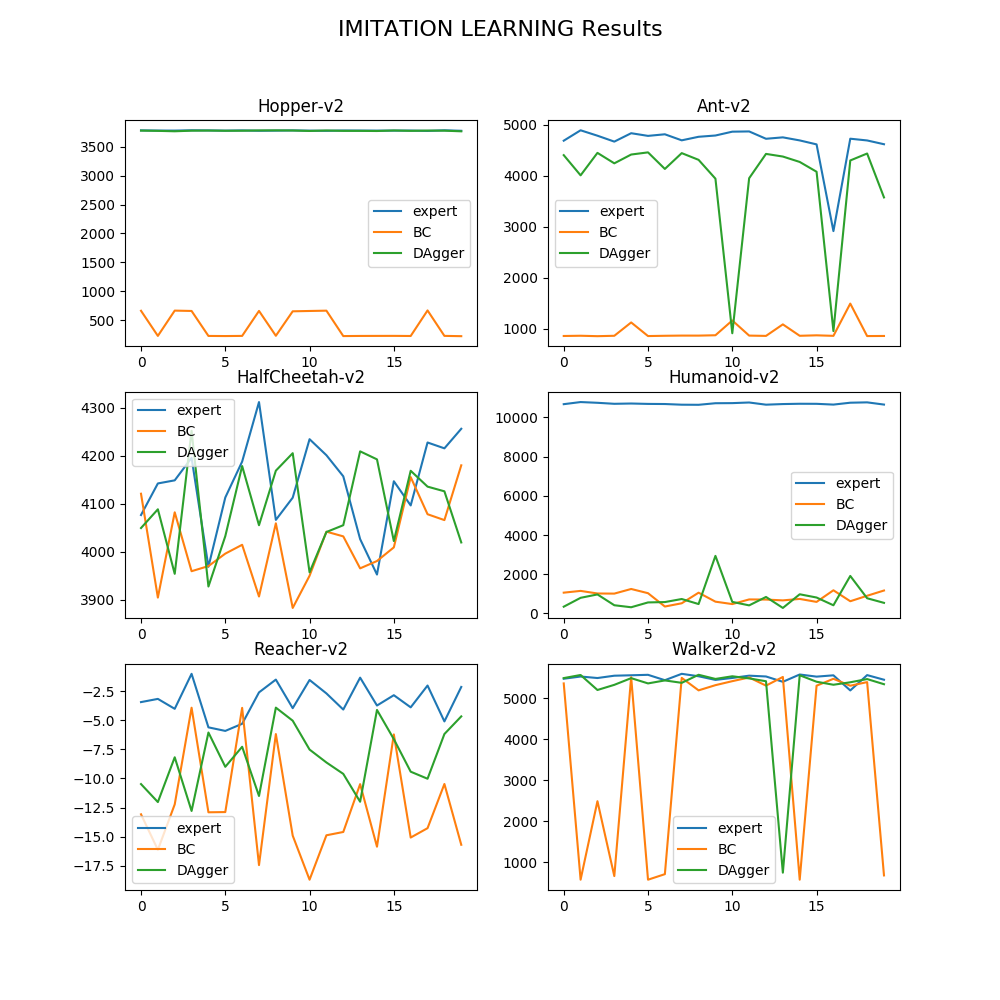 IMITATION LEARNING Results
Hopper-v2
3500
3000
2500
2000
1500
1000
500
0 5 10 15
expert
BC
DAgger
Ant-v2
5000
4000
3000
2000
1000
0 5 10 15
expert
BC
DAgger
HalfCheetah-v2
4300
4200
4100
4000
3900
0 5 10 15
expert
BC
DAgger
Humanoid-v2
10000
8000
6000
4000
2000
0
0 5 10 15
expert
BC
DAgger
Reacher-v2
−2.5
−5.0
−7.5
−10.0
−12.5
−15.0
−17.5
0 5 10 15
expert
BC
DAgger
Walker2d-v2
5000
4000
3000
2000
1000
0 5 10 15
expert
BC
DAgger